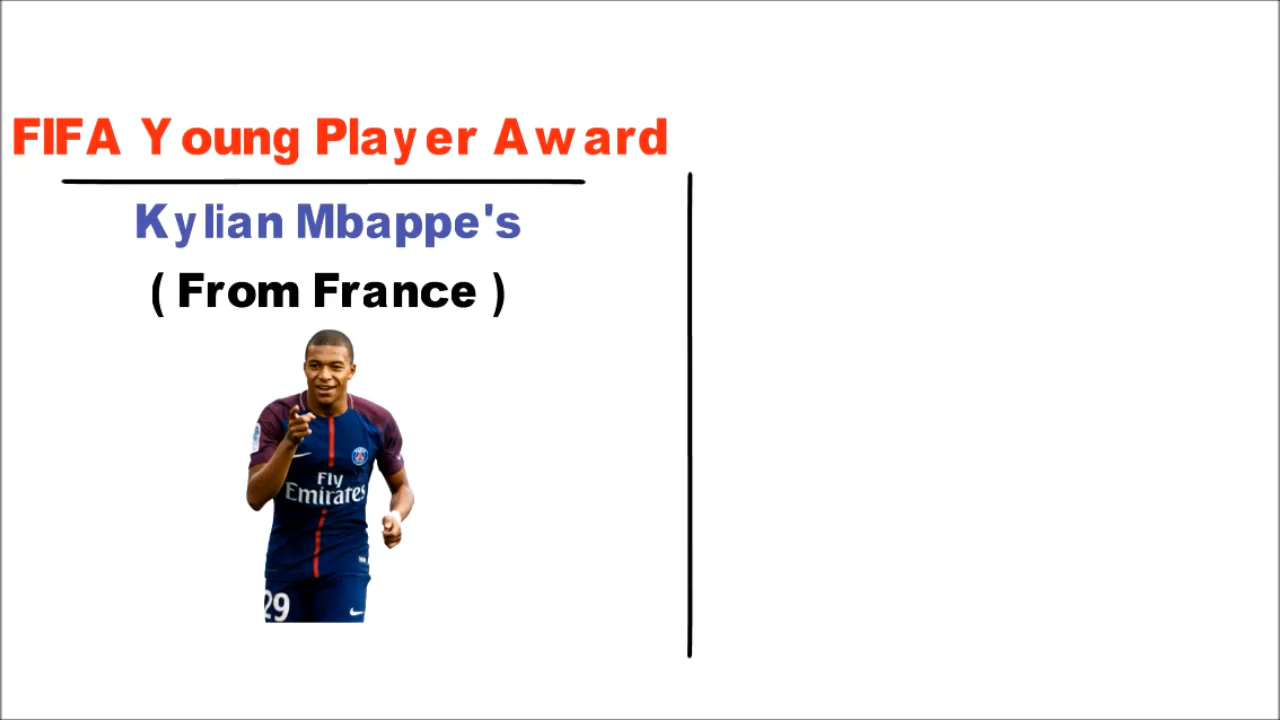 FIFA Young Player Award
Kylian Mbappe's
( From France )
Fly
Emirates
29